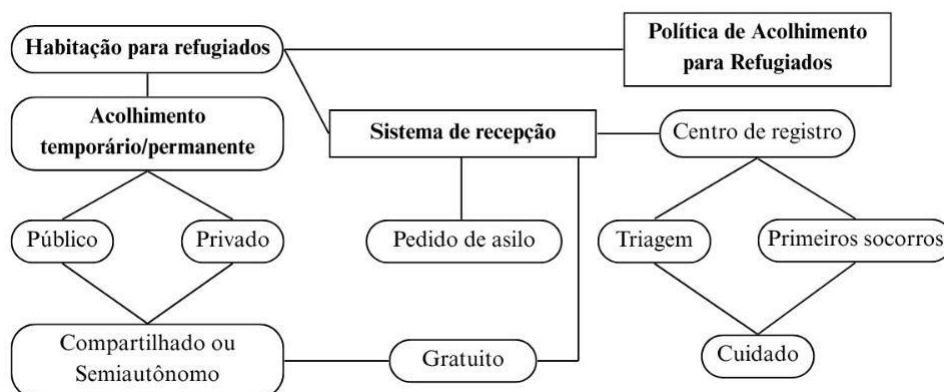 Habitação para refugiados
Política de Acolhimento
para Refugiados
Acolhimento
temporário/permanente
Sistema de recepção
Centro de registro
Público
Privado
Pedido de asilo
Triagem
Primeiros socorros
Compartilhado ou
Semiautônomo
Gratuito
Cuidado